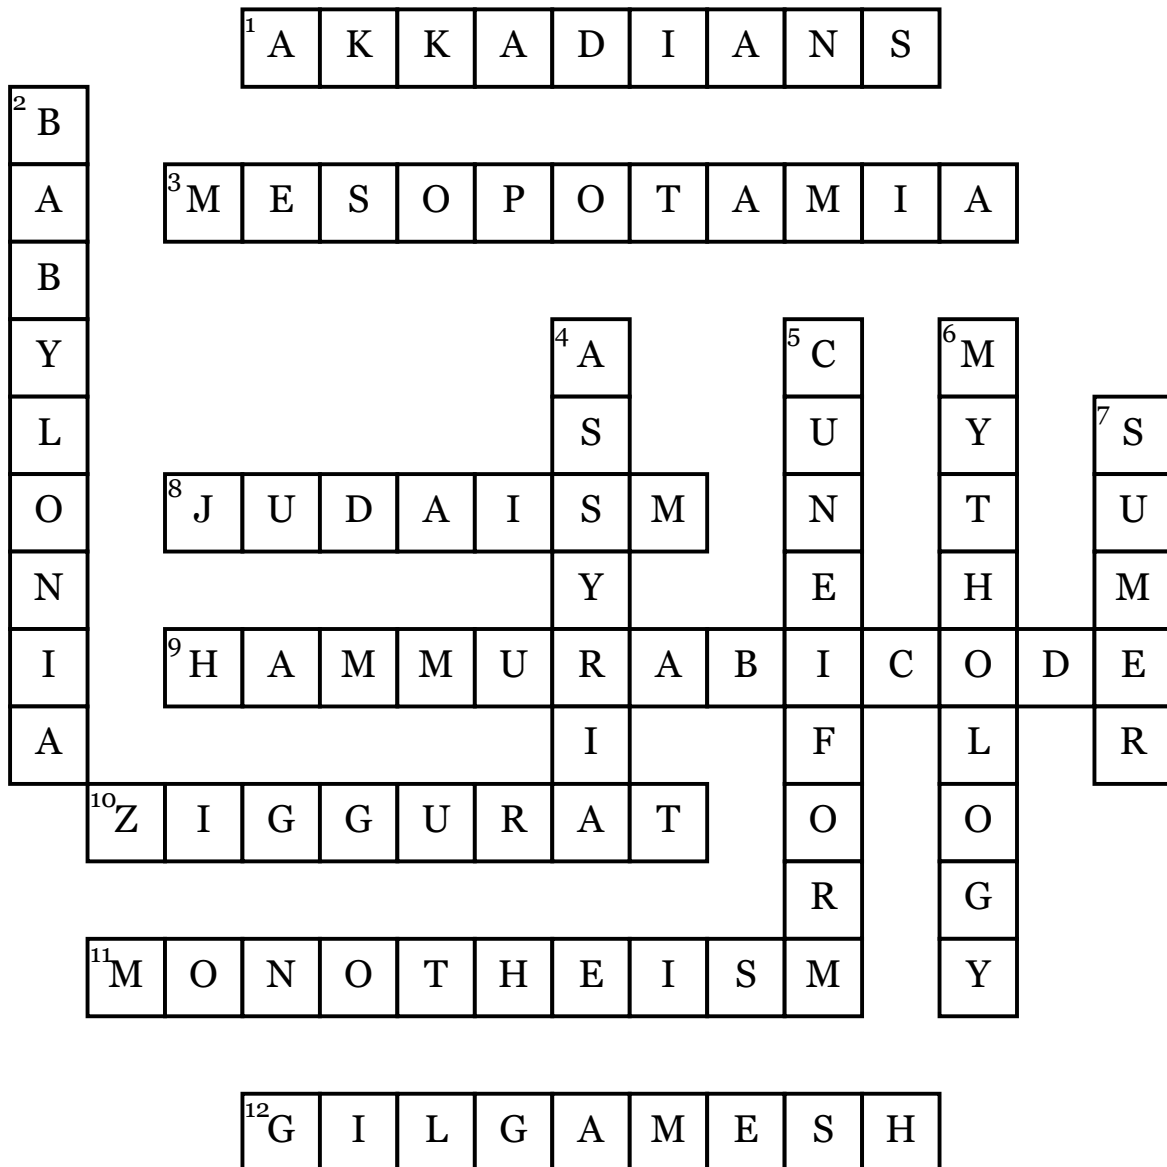 1 AKKADIANS
2 BABYLONIA
3 MESOPOTAMIA
4 ASSYRIA
5 CUNEIFORM
6 MYTHOLOGY
7 SUMER
8 JUDAISM
9 HAMMURABICODE
10 ZIGGURAT
11 MONOTHEISM
12 GILGAMESH